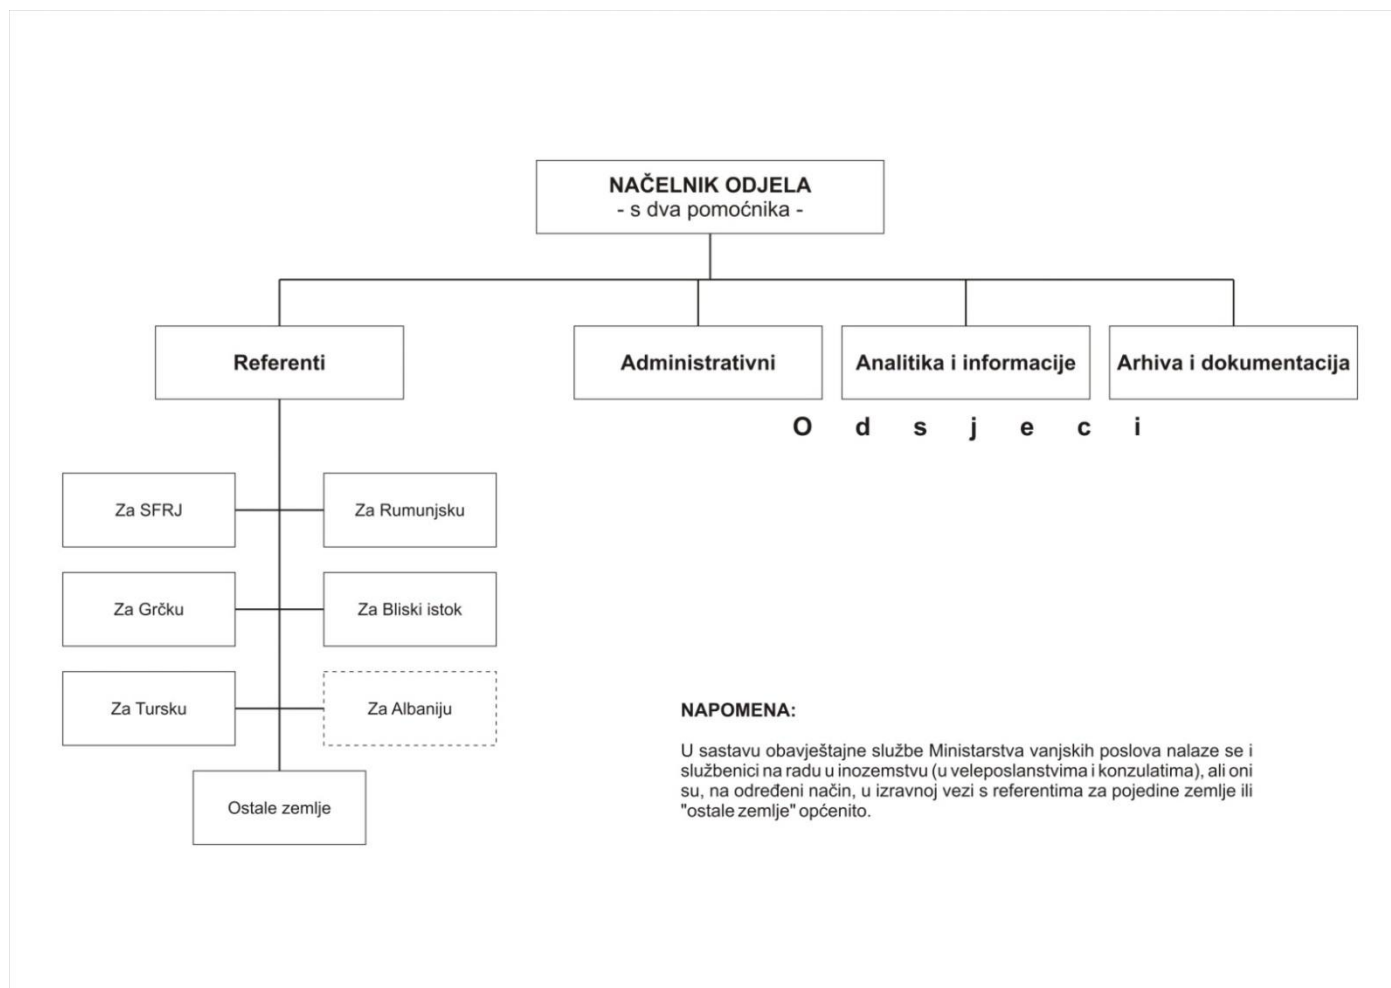 NAČELNIK ODJELA
- s dva pomoćnika -
Referenti
Administrativni
Analitika i informacije
Arhiva i dokumentacija
O d s j e c i
Za SFRJ
Za Rumunjsku
Za Grčku
Za Bliski istok
Za Tursku
Za Albaniju
Ostale zemlje
NAPOMENA:
U sastavu obavještajne službe Ministarstva vanjskih poslova nalaze se i
službenici na radu u inozemstvu (u veleposlanstvima i konzulatima), ali oni
su, na određeni način, u izravnoj vezi s referentima za pojedine zemlje ili
"ostale zemlje" općenito.